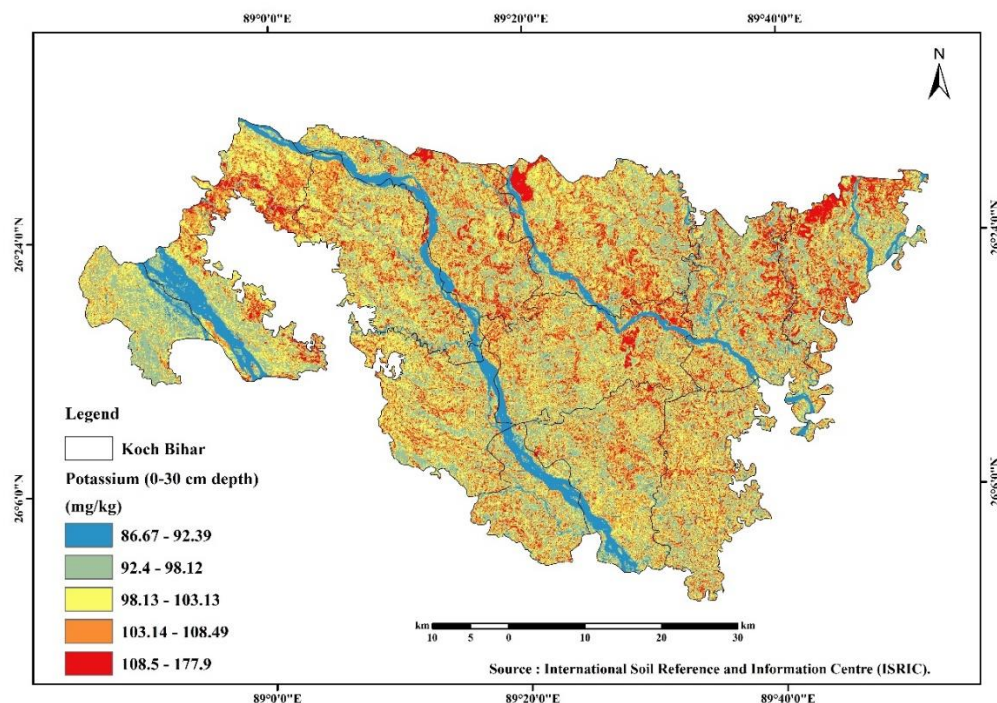 89°0'0"E 89°20'0"E 89°40'0"E
N
26°24'0"N 26°24'0"N
Legend
Koch Bihar
Potassium (0-30 cm depth)
(mg/kg)
26°6'0"N 26°6'0"N
86.67 - 92.39
92.4 - 98.12
98.13 - 103.13
103.14 - 108.49
108.5 - 177.9
km km
10 5 0 10 20 30
Source : International Soil Reference and Information Centre (ISRIC).
89°0'0"E 89°20'0"E 89°40'0"E